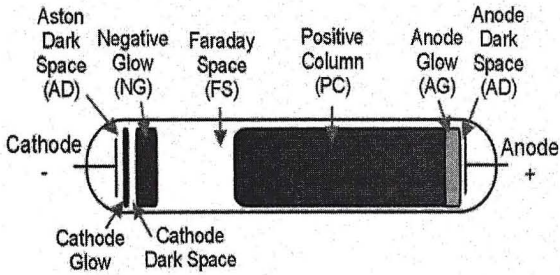 Aston
Dark
Space
(AD)
Negative
Glow
(NG)
Faraday
Space
(FS)
Positive
Column
(PC)
Anode
Glow
(AG)
Anode
Dark
Space
(AD)
Cathode
-
Anode
+
Cathode
Glow
Cathode
Dark Space